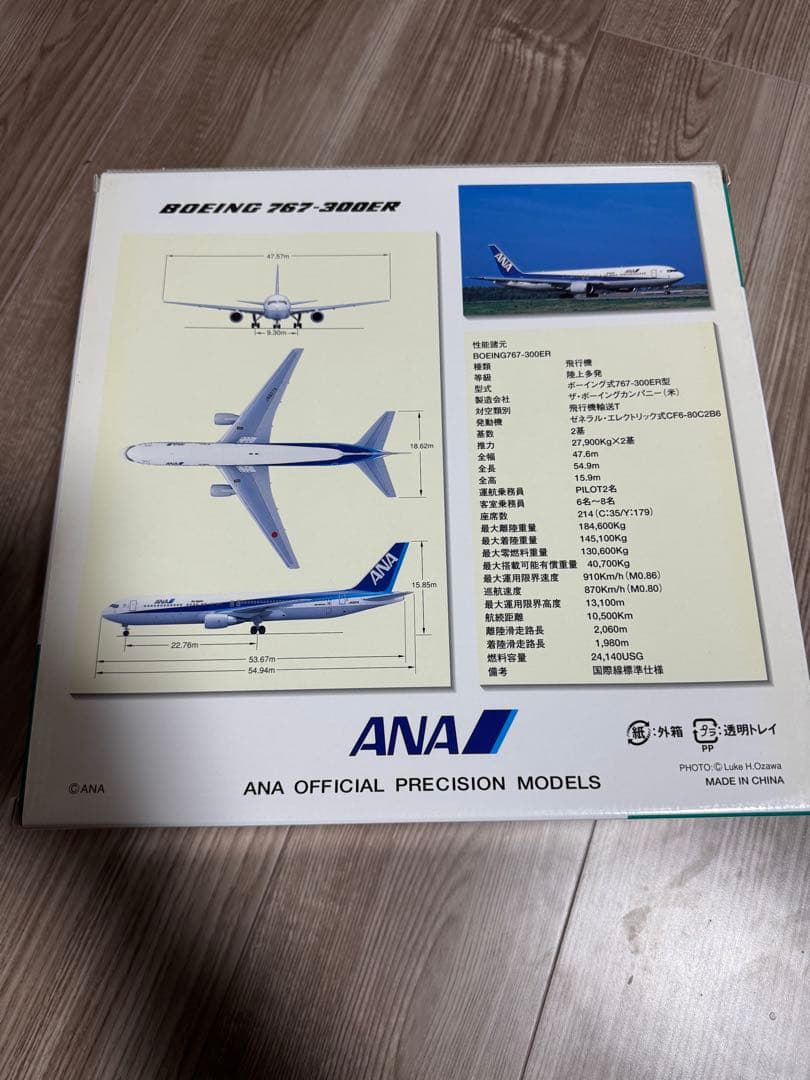 BOEING 767-300ER
47.57m
9.30m
18.62m
ANA
ANA
ANA
15.85m
22.76m
53.67m
54.94m
ANA
ANA
性能諸元
BOEING767-300ER
種類 飛行機
等級 陸上多発
型式 ボーイング式767-300ER型
製造会社 ザ・ボーイングカンパニー(米)
対空類別 飛行機輸送T
発動機 ゼネラル・エレクトリック式CF6-80C2B6
基数 2基
推力 27,900Kg×2基
全幅 47.6m
全長 54.9m
全高 15.9m
運航乗務員 PILOT2名
客室乗務員 6名〜8名
座席数 214(C:35/Y:179)
最大離陸重量 184,600Kg
最大着陸重量 145,100Kg
最大零燃料重量 130,600Kg
最大搭載可能有償重量 40,700Kg
最大運用限界速度 910Km/h(M0.86)
巡航速度 870Km/h(M0.80)
最大運用限界高度 13,100m
航続距離 10,500Km
離陸滑走路長 2,060m
着陸滑走路長 1,980m
燃料容量 24,140USG
備考 国際線標準仕様
ANA
紙:外箱 プラ:透明トレイ
PP
©ANA
ANA OFFICIAL PRECISION MODELS
PHOTO:© Luke H.Ozawa
MADE IN CHINA